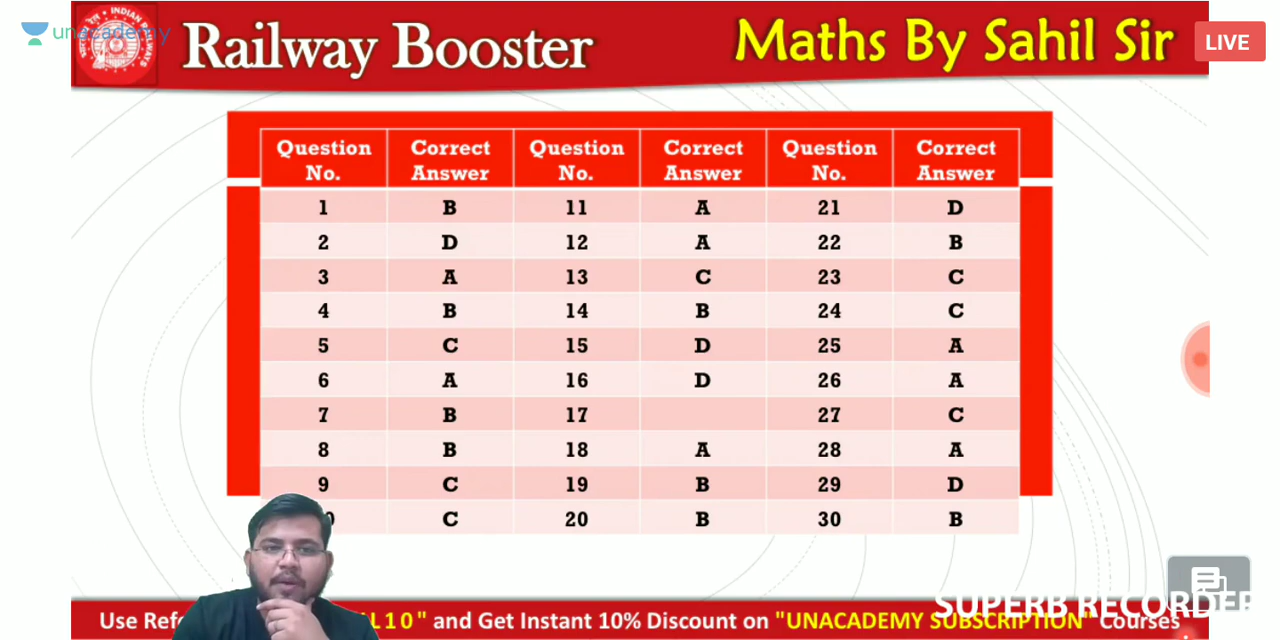 unacademy
INDIAN RAILWAYS
Railway Booster
Maths By Sahil Sir
LIVE
Question No. Correct Answer Question No. Correct Answer Question No. Correct Answer
1 B 11 A 21 D
2 D 12 A 22 B
3 A 13 C 23 C
4 B 14 B 24 C
5 C 15 D 25 A
6 A 16 D 26 A
7 B 17 27 C
8 B 18 A 28 A
9 C 19 B 29 D
C 20 B 30 B
Use L10" and Get Instant 10% Discount on "UNACADEMY SUBSCRIPTION" Courses
SUPERB RECORDER